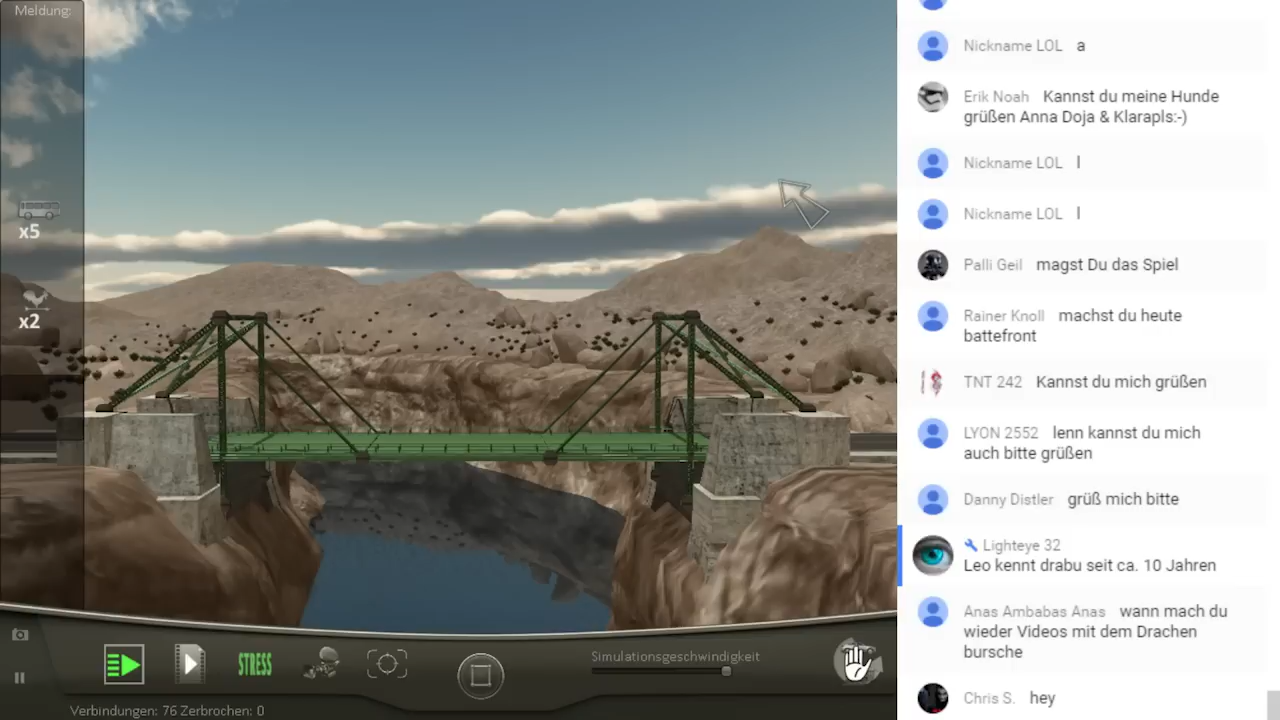 Meldung:
x5
x2
STRESS
Simulationsgeschwindigkeit
Verbindungen: 76 Zerbrochen: 0
Nickname LOL a
Erik Noah Kannst du meine Hunde
grüßen Anna Doja & Klarapls:-)
Nickname LOL l
Nickname LOL l
Palli Geil magst Du das Spiel
Rainer Knoll machst du heute
battefront
TNT 242 Kannst du mich grüßen
LYON 2552 lenn kannst du mich
auch bitte grüßen
Danny Distler grüß mich bitte
Lighteye 32
Leo kennt drabu seit ca. 10 Jahren
Anas Ambabas Anas wann mach du
wieder Videos mit dem Drachen
bursche
Chris S. hey